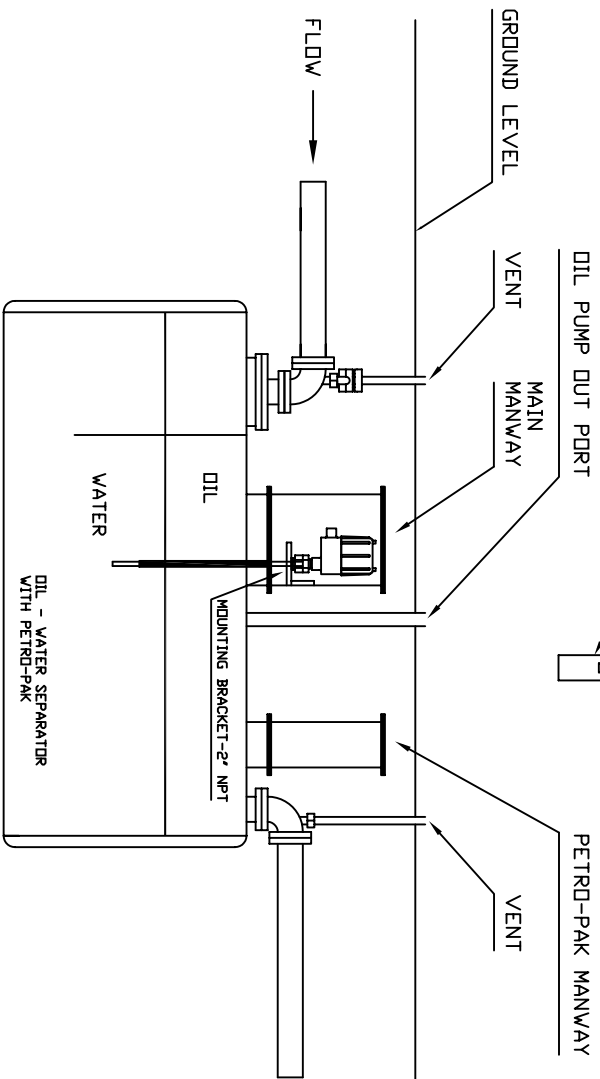 GROUND LEVEL
FLOW
OIL PUMP OUT PORT
VENT
MAIN
MANWAY
PETRO-PAK MANWAY
VENT
OIL
WATER
MOUNTING BRACKET-2" NPT
OIL - WATER SEPARATOR
WITH PETRO-PAK